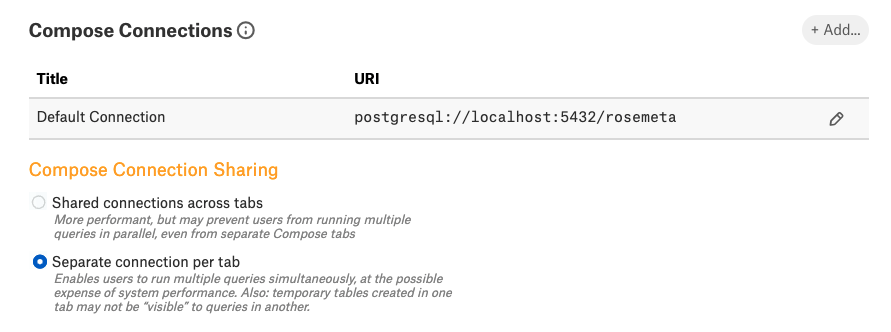 Compose Connections
+ Add...
Title URI
Default Connection postgresql://localhost:5432/rosemeta
Compose Connection Sharing
Shared connections across tabs
More performant, but may prevent users from running multiple
queries in parallel, even from separate Compose tabs
Separate connection per tab
Enables users to run multiple queries simultaneously, at the possible
expense of system performance. Also: temporary tables created in one
tab may not be “visible” to queries in another.